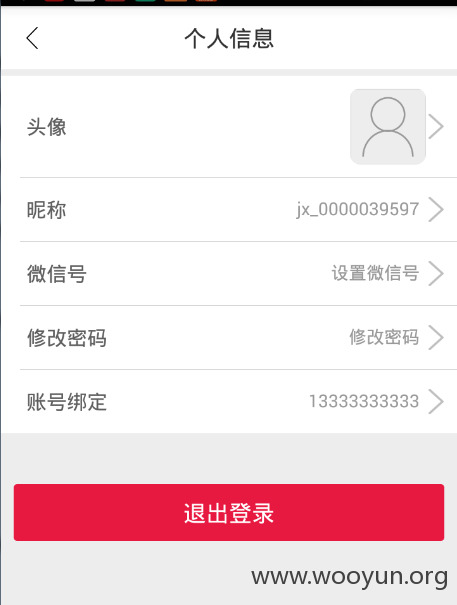 个人信息
头像
昵称 jx_0000039597
微信号 设置微信号
修改密码 修改密码
账号绑定 13333333333
退出登录
www.wooyun.org